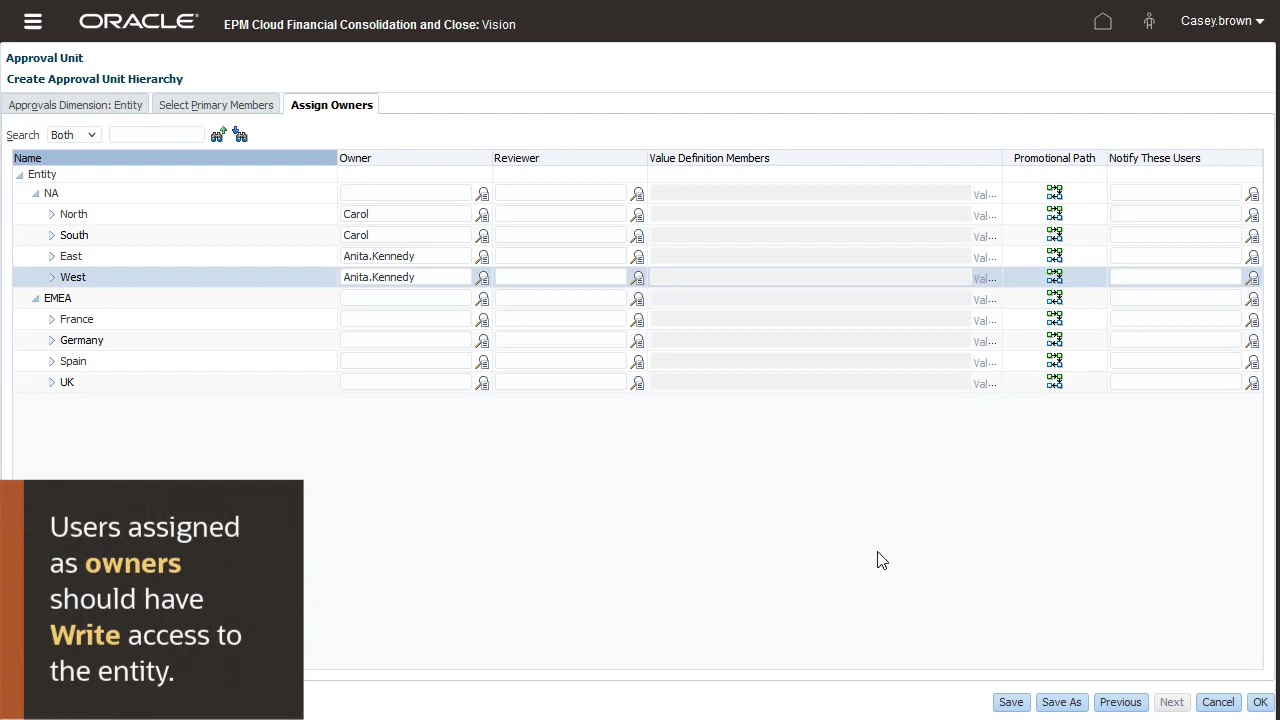 ORACLE®
EPM Cloud Financial Consolidation and Close: Vision
Casey.brown
Approval Unit
Create Approval Unit Hierarchy
Approvals Dimension: Entity
Select Primary Members
Assign Owners
Search
Both
Name
Owner
Reviewer
Value Definition Members
Promotional Path
Notify These Users
Entity
NA
Val...
North
Carol
Val...
South
Carol
Val...
East
Anita.Kennedy
Val...
West
Anita.Kennedy
Val...
EMEA
Val...
France
Val...
Germany
Val...
Spain
Val...
UK
Val...
Users assigned
as owners
should have
Write access to
the entity.
Save
Save As
Previous
Next
Cancel
OK